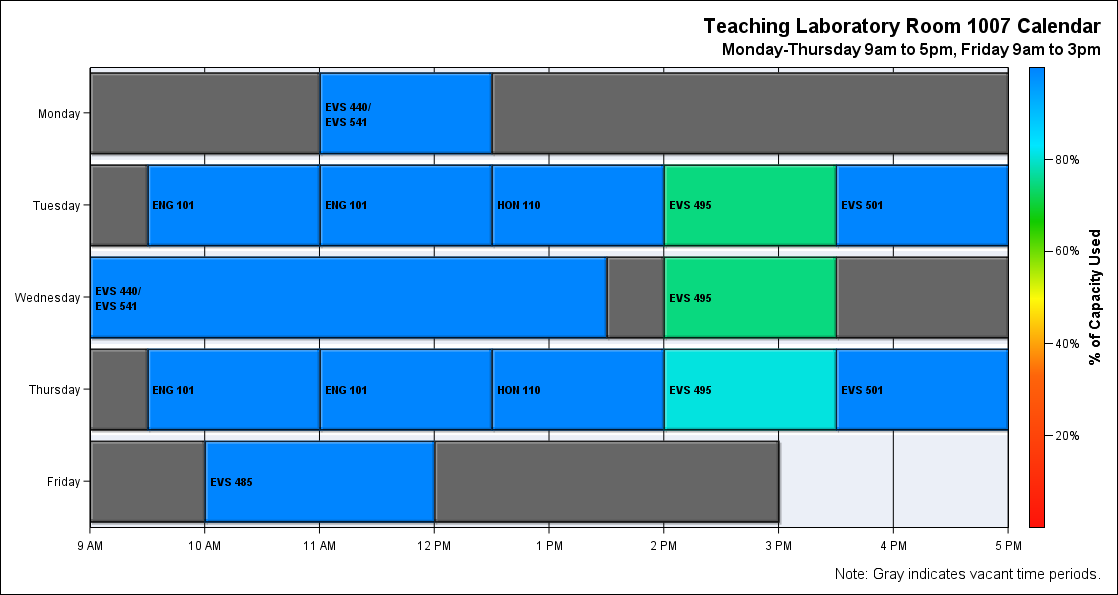 Teaching Laboratory Room 1007 Calendar
Monday-Thursday 9am to 5pm, Friday 9am to 3pm
Monday
EVS 440/
EVS 541
Tuesday
ENG 101
ENG 101
HON 110
EVS 495
EVS 501
Wednesday
EVS 440/
EVS 541
EVS 495
Thursday
ENG 101
ENG 101
HON 110
EVS 495
EVS 501
Friday
EVS 485
9 AM
10 AM
11 AM
12 PM
1 PM
2 PM
3 PM
4 PM
5 PM
80%
60%
40%
20%
% of Capacity Used
Note: Gray indicates vacant time periods.